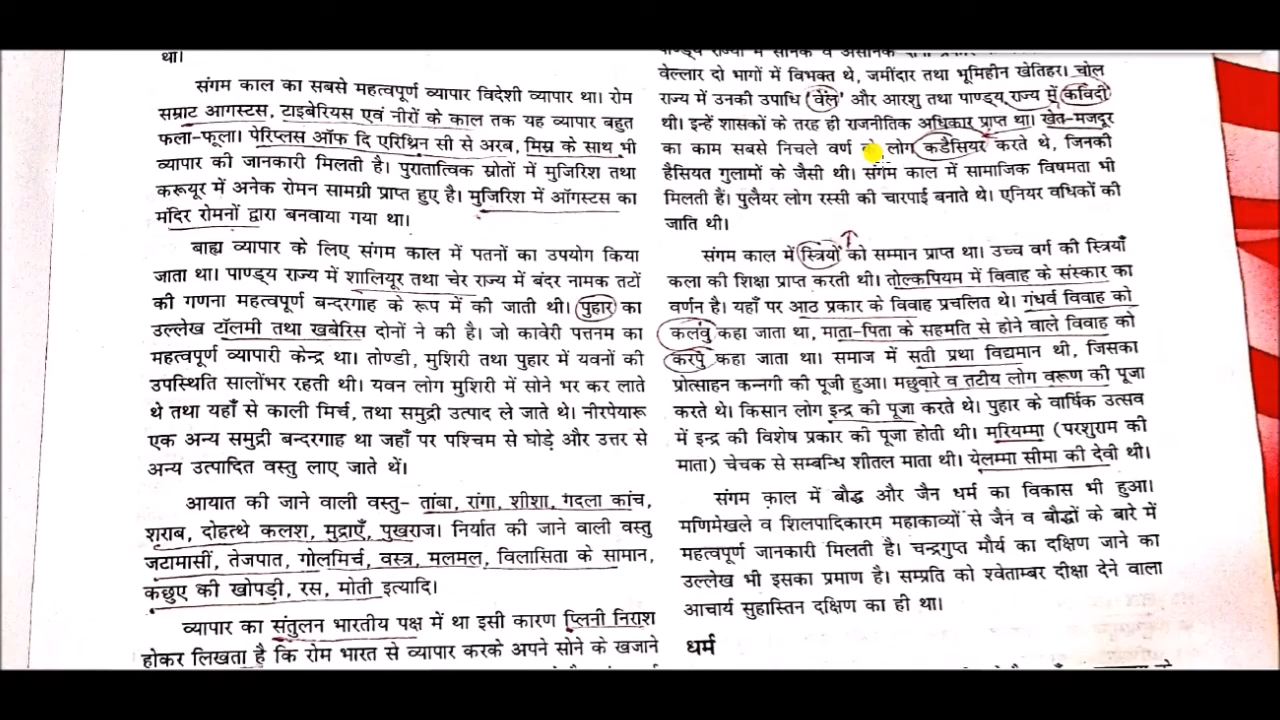 था।
संगम काल का सबसे महत्वपूर्ण व्यापार विदेशी व्यापार था। रोम
सम्राट आगस्टस, टाइबेरियस एवं नीरों के काल तक यह व्यापार बहुत
फला-फूला। पेरिप्लस ऑफ दि एरिथ्रिन सी से अरब, मिस्र के साथ भी
व्यापार की जानकारी मिलती है। पुरातात्विक स्रोतों में मुजिरिश तथा
करूयूर में अनेक रोमन सामग्री प्राप्त हुए है। मुजिरिश में ऑगस्टस का
मंदिर रोमनों द्वारा बनवाया गया था।
बाह्य व्यापार के लिए संगम काल में पतनों का उपयोग किया
जाता था। पाण्ड्य राज्य में शालियूर तथा चेर राज्य में बंदर नामक तटों
की गणना महत्वपूर्ण बन्दरगाह के रूप में की जाती थी। पुहार का
उल्लेख टॉलमी तथा खबेरिस दोनों ने की है। जो कावेरी पत्तनम का
महत्वपूर्ण व्यापारी केन्द्र था। तोण्डी, मुशिरी तथा पुहार में यवनों की
उपस्थिति सालोंभर रहती थी। यवन लोग मुशिरी में सोने भर कर लाते
थे तथा यहाँ से काली मिर्च, तथा समुद्री उत्पाद ले जाते थे। नीरपेयारू
एक अन्य समुद्री बन्दरगाह था जहाँ पर पश्चिम से घोड़े और उत्तर से
अन्य उत्पादित वस्तु लाए जाते थें।
आयात की जाने वाली वस्तु- तांबा, रांगा, शीशा, गदला कांच,
शराब, दोहत्थे कलश, मुद्राएँ, पुखराज। निर्यात की जाने वाली वस्तु
जटामासीं, तेजपात, गोलमिर्च, वस्त्र, मलमल, विलासिता के सामान,
कछुए की खोपड़ी, रस, मोती इत्यादि।
व्यापार का संतुलन भारतीय पक्ष में था इसी कारण प्लिनी निराश
होकर लिखता है कि रोम भारत से व्यापार करके अपने सोने के खजाने
पाण्ड्य राज्यों में सैनिक व असैनिक
वेल्लार दो भागों में विभक्त थे, जमींदार तथा भूमिहीन खेतिहर। चोल
राज्य में उनकी उपाधि 'वेल' और आरशु तथा पाण्ड्य राज्य में कविदी
थी। इन्हें शासकों के तरह ही राजनीतिक अधिकार प्राप्त था। खेत-मजदूर
का काम सबसे निचले वर्ण के लोग कडैसियर करते थे, जिनकी
हैसियत गुलामों के जैसी थी। संगम काल में सामाजिक विषमता भी
मिलती हैं। पुलैयर लोग रस्सी की चारपाई बनाते थे। एनियर वधिकों की
जाति थी।
संगम काल में स्त्रियों को सम्मान प्राप्त था। उच्च वर्ग की स्त्रियाँ
कला की शिक्षा प्राप्त करती थी। तोल्कपियम में विवाह के संस्कार का
वर्णन है। यहाँ पर आठ प्रकार के विवाह प्रचलित थे। गंधर्व विवाह को
कलंवु कहा जाता था, माता-पिता के सहमति से होने वाले विवाह को
करपु कहा जाता था। समाज में सती प्रथा विद्यमान थी, जिसका
प्रोत्साहन कन्नगी की पूजी हुआ। मछुवारे व तटीय लोग वरूण की पूजा
करते थे। किसान लोग इन्द्र की पूजा करते थे। पुहार के वार्षिक उत्सव
में इन्द्र की विशेष प्रकार की पूजा होती थी। मरियम्मा (परशुराम की
माता) चेचक से सम्बन्धि शीतल माता थी। येलम्मा सीमा की देवी थी।
संगम काल में बौद्ध और जैन धर्म का विकास भी हुआ।
मणिमेखले व शिलपादिकारम महाकाव्यों से जैन व बौद्धों के बारे में
महत्वपूर्ण जानकारी मिलती है। चन्द्रगुप्त मौर्य का दक्षिण जाने का
उल्लेख भी इसका प्रमाण है। सम्प्रति को श्वेताम्बर दीक्षा देने वाला
आचार्य सुहास्तिन दक्षिण का ही था।
धर्म